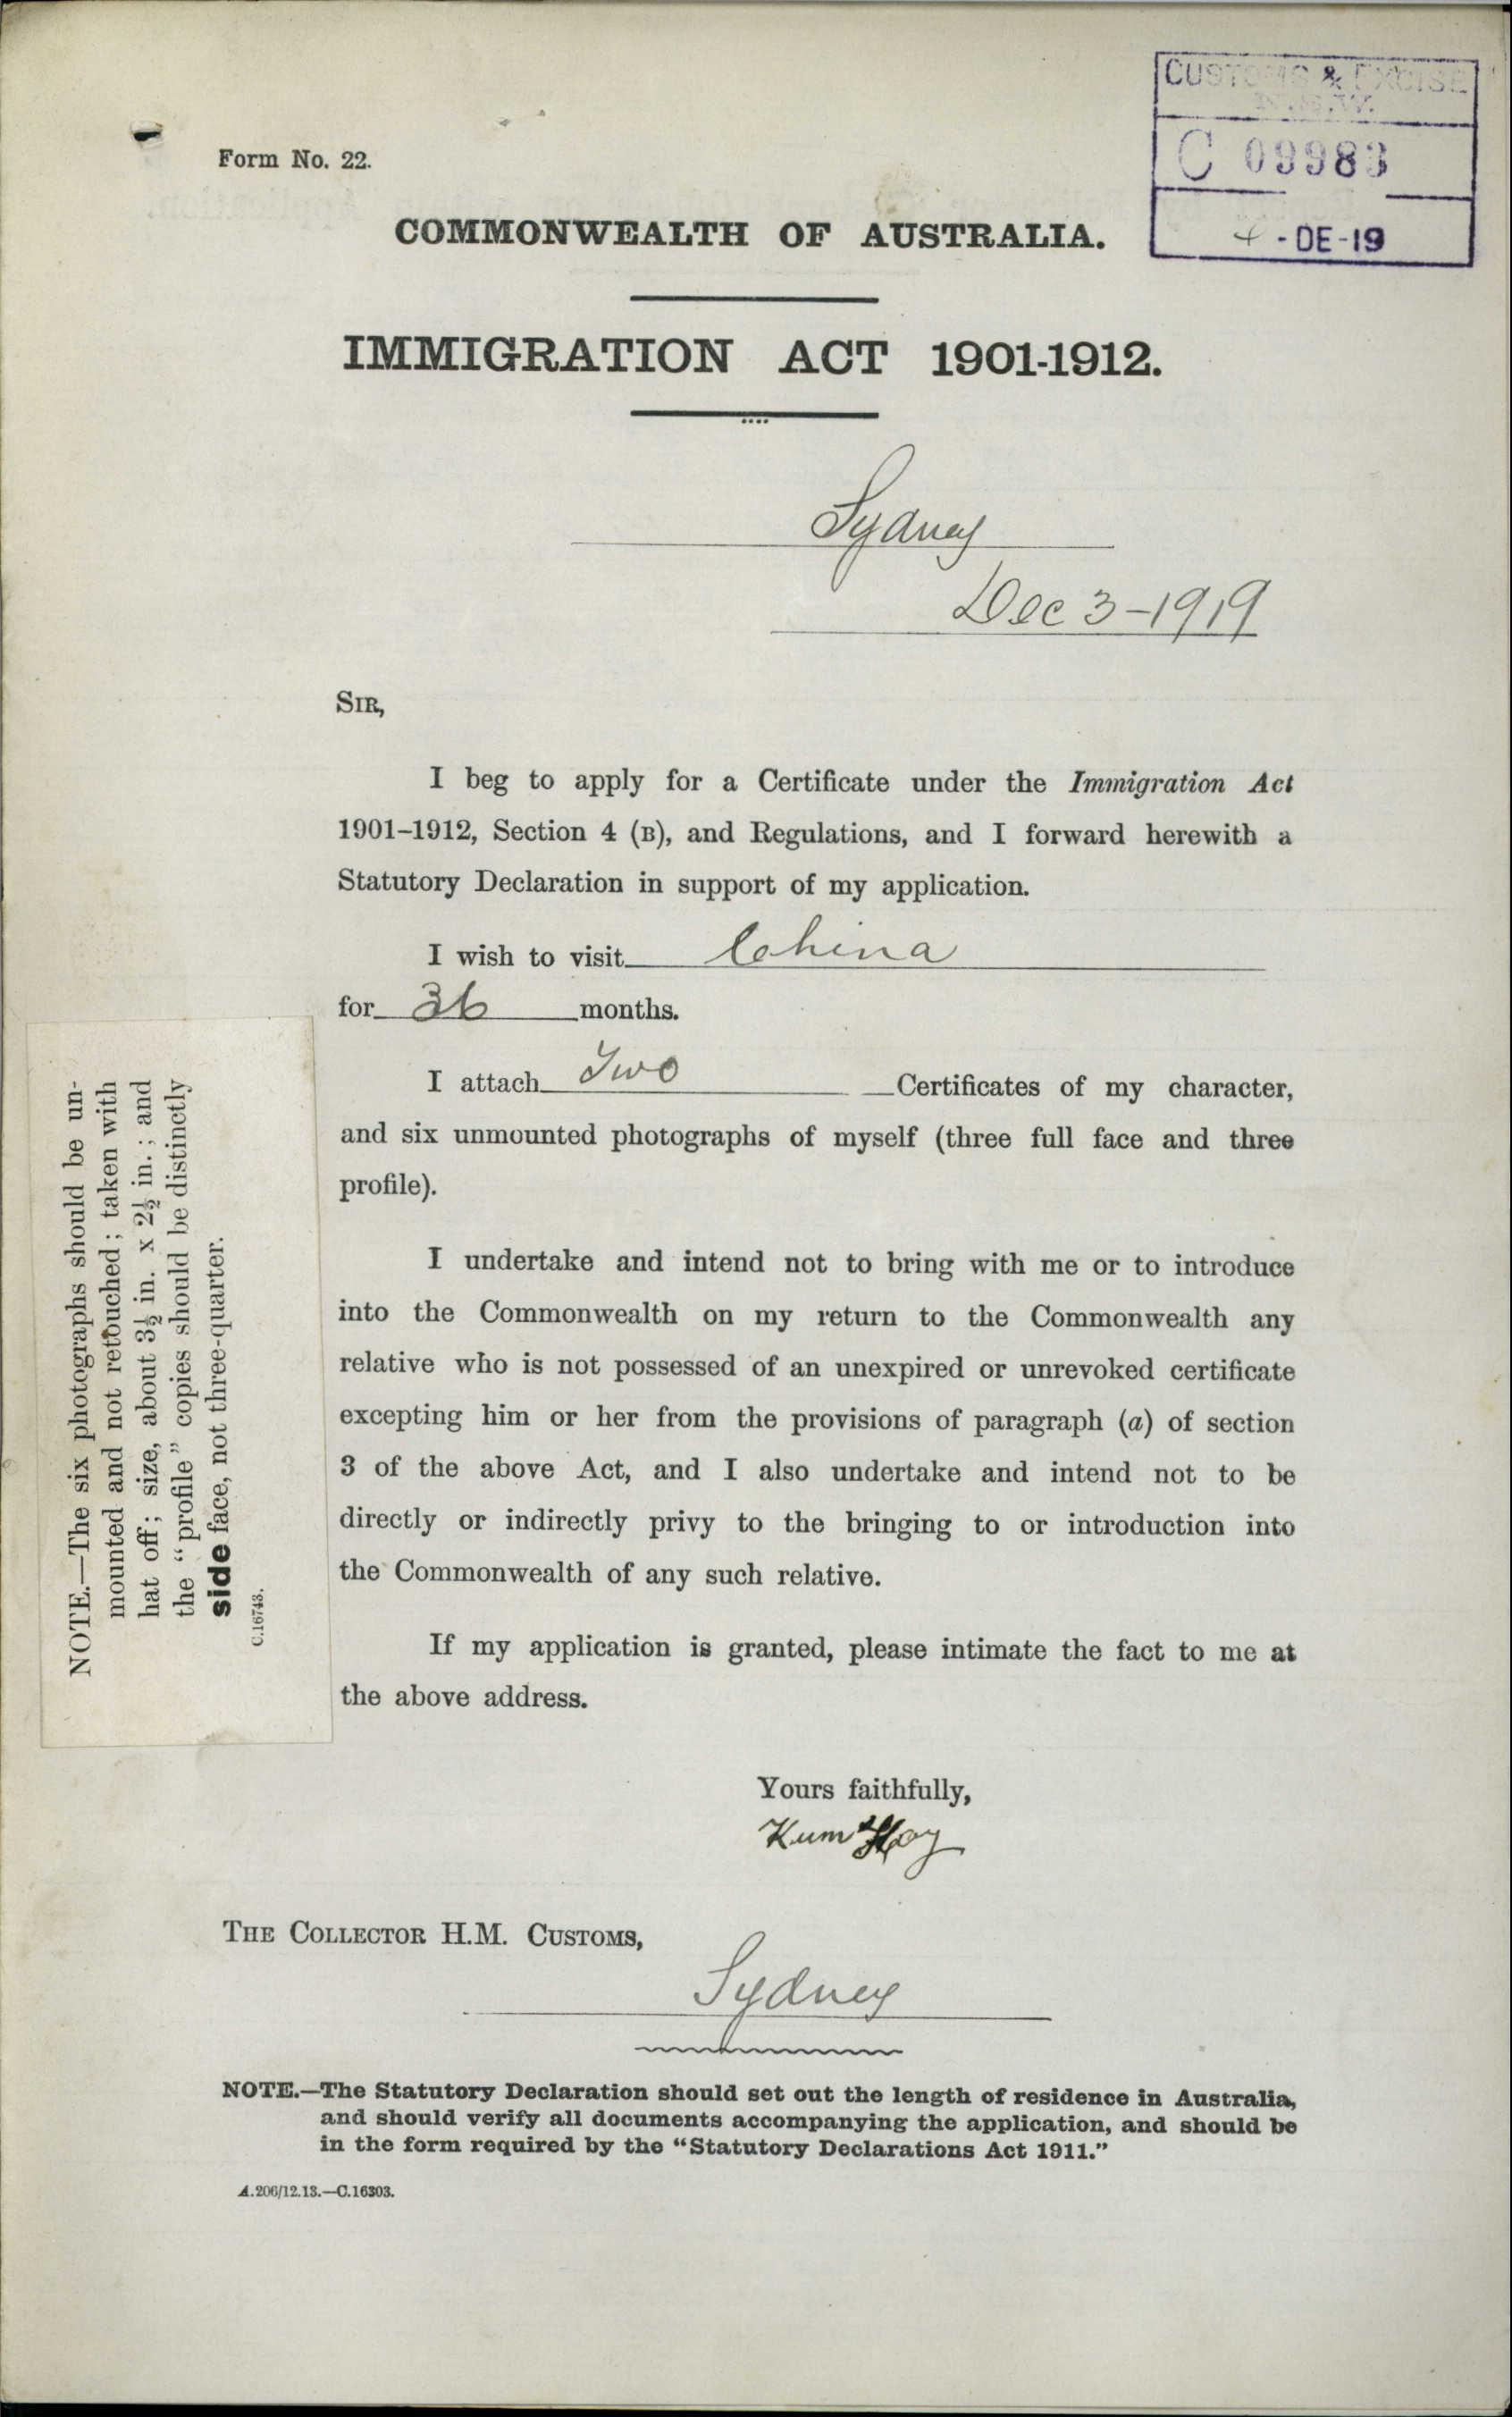 CUSTOMS & EXCISE
C 09983
4-DE-19
Form No. 22.
COMMONWEALTH OF AUSTRALIA.
IMMIGRATION ACT 1901-1912.
Sydney
Dec 3-1919
SIR,
I beg to apply for a Certificate under the Immigration Act
1901–1912, Section 4 (B), and Regulations, and I forward herewith a
Statutory Declaration in support of my application.
I wish to visit China
for 36 months.
I attach Two Certificates of my character,
and six unmounted photographs of myself (three full face and three
profile).
I undertake and intend not to bring with me or to introduce
into the Commonwealth on my return to the Commonwealth any
relative who is not possessed of an unexpired or unrevoked certificate
excepting him or her from the provisions of paragraph (a) of section
3 of the above Act, and I also undertake and intend not to be
directly or indirectly privy to the bringing to or introduction into
the Commonwealth of any such relative.
If my application is granted, please intimate the fact to me at
the above address.
Yours faithfully,
Kum Hoy
THE COLLECTOR H.M. CUSTOMS,
Sydney
NOTE.—The Statutory Declaration should set out the length of residence in Australia,
and should verify all documents accompanying the application, and should be
in the form required by the “Statutory Declarations Act 1911.”
A.206/12.13.—C.16303.
NOTE.—The six photographs should be un-
mounted and not retouched; taken with
hat off; size, about 3½ in. x 2½ in.; and
the “profile” copies should be distinctly
side face, not three-quarter.
C.16743.